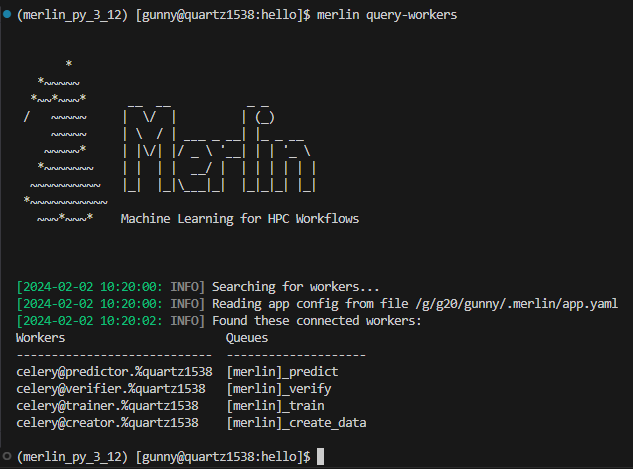 (merlin_py_3_12) [gunny@quartz1538:hello]$ merlin query-workers
Merlin
Machine Learning for HPC Workflows
[2024-02-02 10:20:00: INFO] Searching for workers...
[2024-02-02 10:20:00: INFO] Reading app config from file /g/g20/gunny/.merlin/app.yaml
[2024-02-02 10:20:02: INFO] Found these connected workers:
Workers Queues
---------------------------- --------------------
celery@predictor.%quartz1538 [merlin]_predict
celery@verifier.%quartz1538 [merlin]_verify
celery@trainer.%quartz1538 [merlin]_train
celery@creator.%quartz1538 [merlin]_create_data
(merlin_py_3_12) [gunny@quartz1538:hello]$